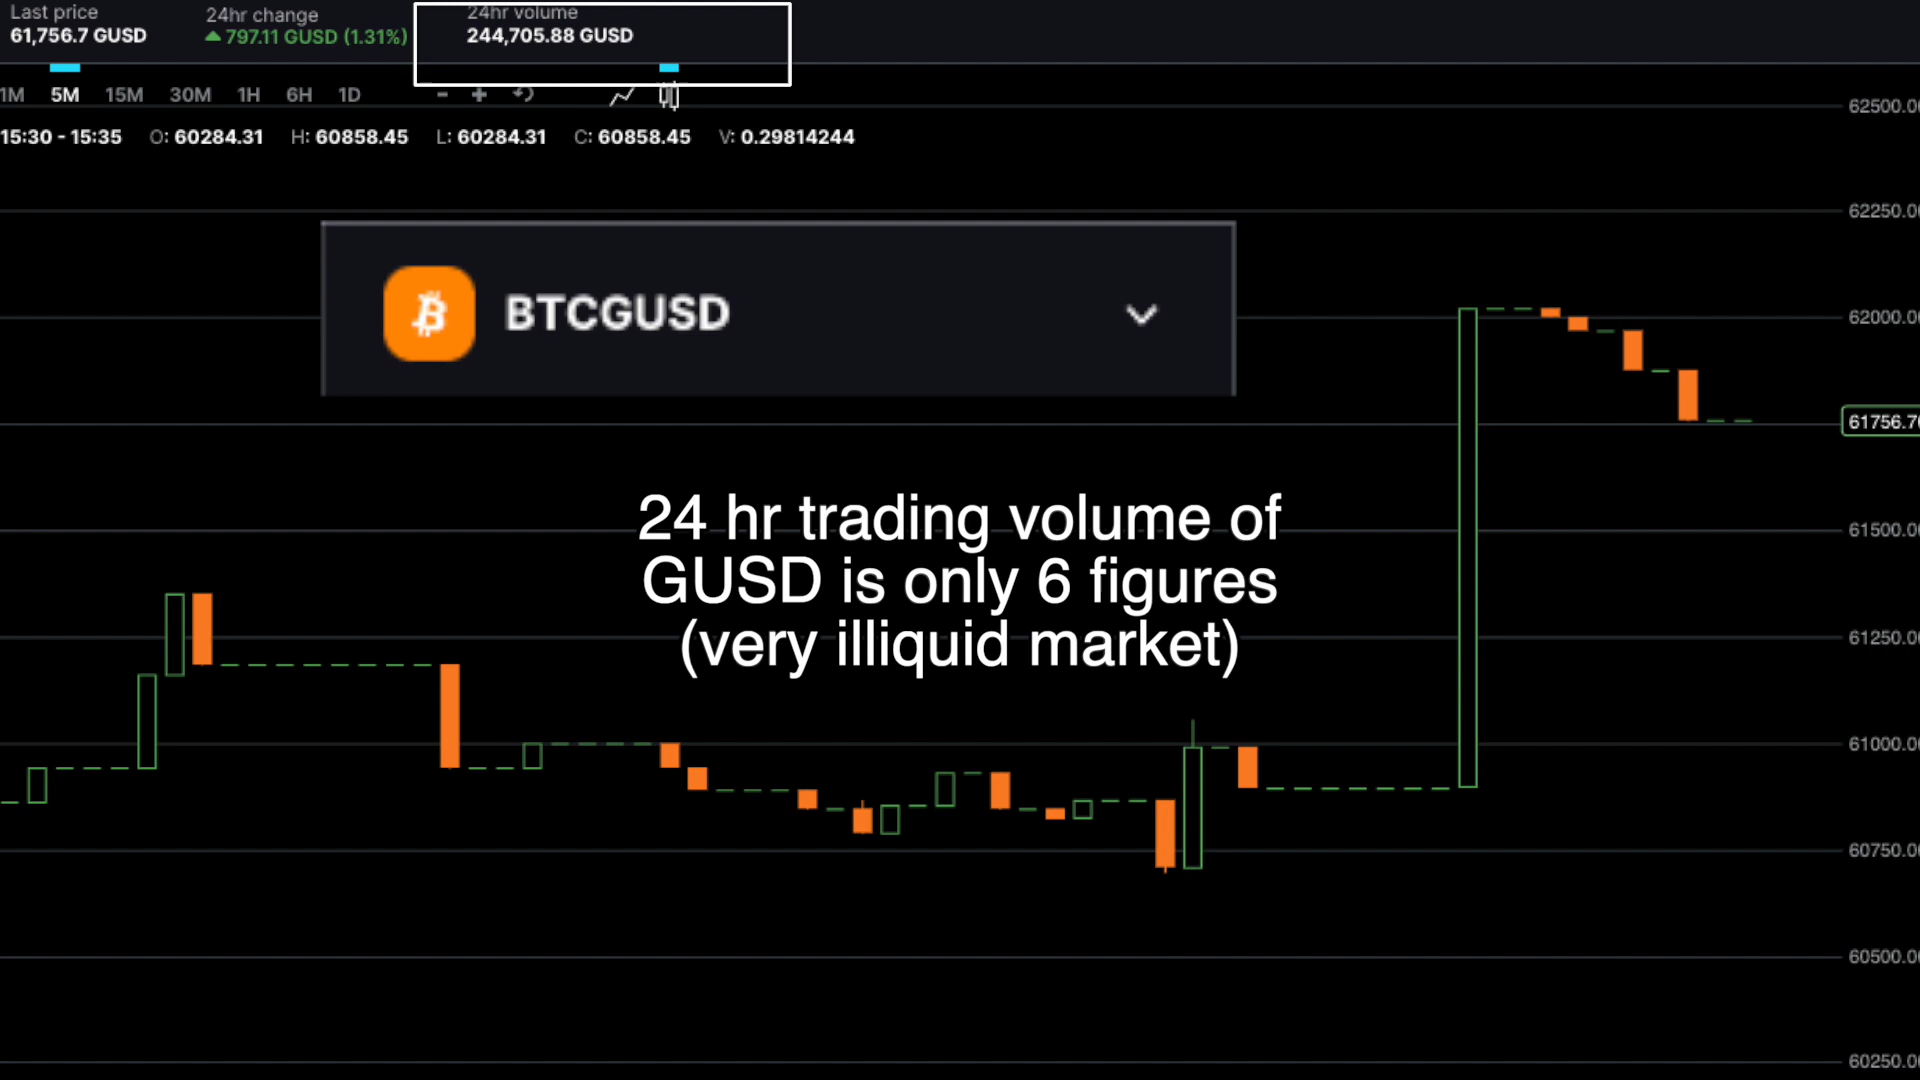 Last price
61,756.7 GUSD
24hr change
797.11 GUSD (1.31%)
24hr volume
244,705.88 GUSD
1M 5M 15M 30M 1H 6H 1D
- +
15:30 - 15:35 O: 60284.31 H: 60858.45 L: 60284.31 C: 60858.45 V: 0.29814244
BTCGUSD
24 hr trading volume of
GUSD is only 6 figures
(very illiquid market)
62500.0
62250.0
62000.0
61756.7
61500.0
61250.0
61000.0
60750.0
60500.0
60250.0